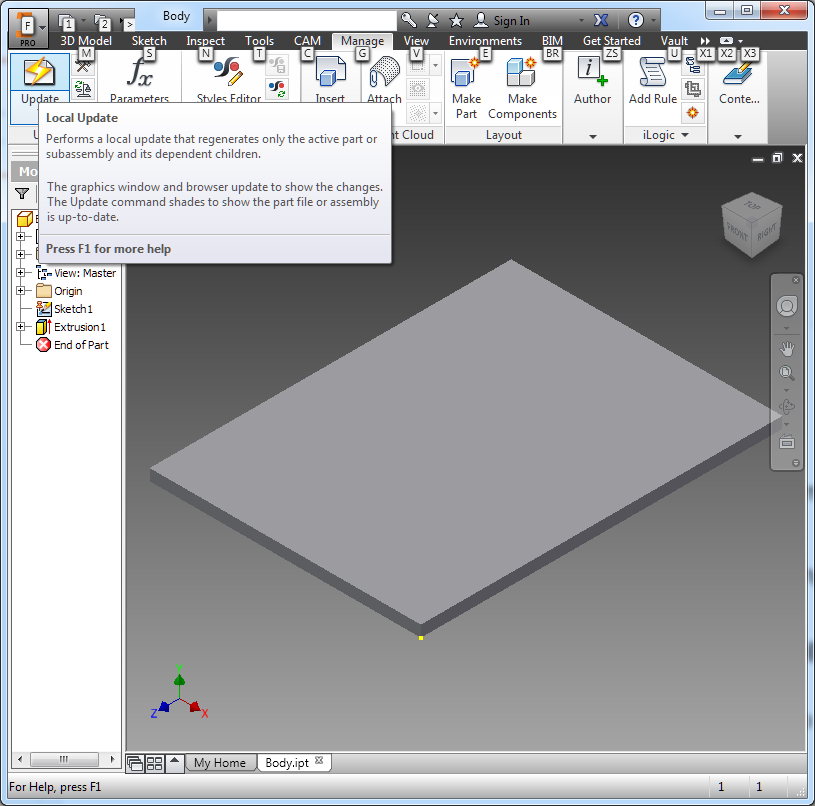 F
PRO
1
2
>
Body
Sign In
?
3D Model
Sketch
Inspect
Tools
CAM
Manage
View
Environments
BIM
Get Started
Vault
M
S
N
T
C
G
V
E
BR
ZS
U
X1
X2
X3
Update
fx
Parameters
Styles Editor
Insert
Attach
Make
Part
Make
Components
Author
Add Rule
Conte...
U
nt Cloud
Layout
iLogic
Local Update
Performs a local update that regenerates only the active part or
subassembly and its dependent children.
The graphics window and browser update to show the changes.
The Update command shades to show the part file or assembly
is up-to-date.
Press F1 for more help
Mo
View: Master
Origin
Sketch1
Extrusion1
End of Part
TOP
FRONT
RIGHT
Y
Z
X
My Home
Body.ipt
For Help, press F1
1
1